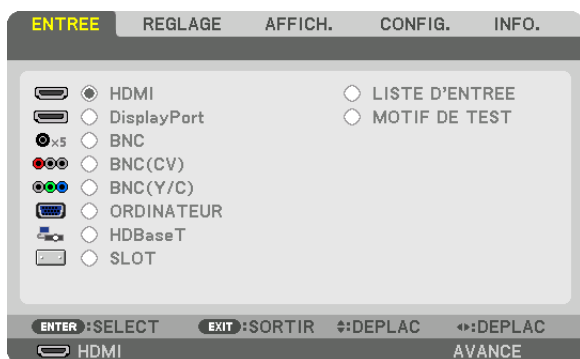 ENTREE REGLAGE AFFICH. CONFIG. INFO.
HDMI LISTE D'ENTREE
DisplayPort MOTIF DE TEST
×5 BNC
BNC(CV)
BNC(Y/C)
ORDINATEUR
HDBaseT
SLOT
ENTER :SELECT EXIT :SORTIR :DEPLAC :DEPLAC
HDMI AVANCE